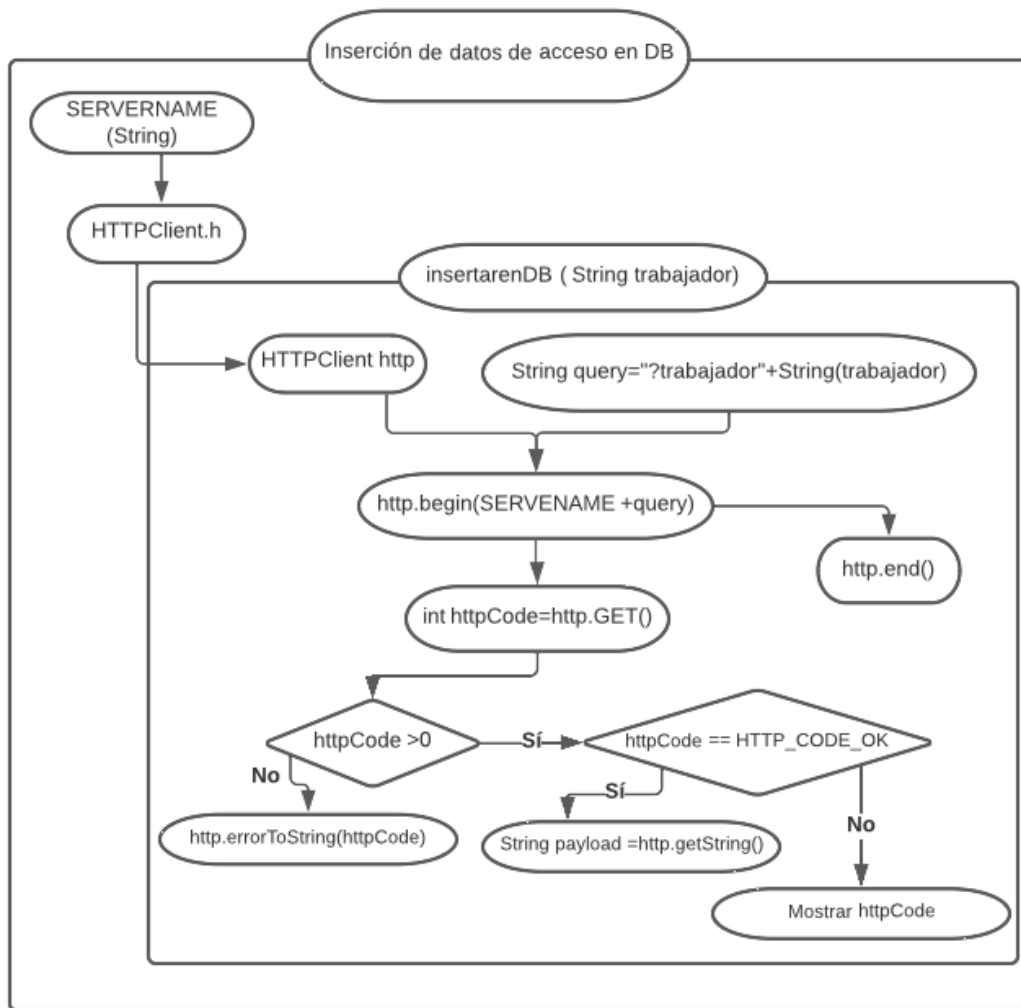 Inserción de datos de acceso en DB
SERVERNAME
(String)
HTTPClient.h
insertarenDB ( String trabajador)
HTTPClient http
String query="?trabajador"+String(trabajador)
http.begin(SERVENAME +query)
http.end()
int httpCode=http.GET()
httpCode >0
Sí
httpCode == HTTP_CODE_OK
No
Sí
http.errorToString(httpCode)
String payload =http.getString()
No
Mostrar httpCode